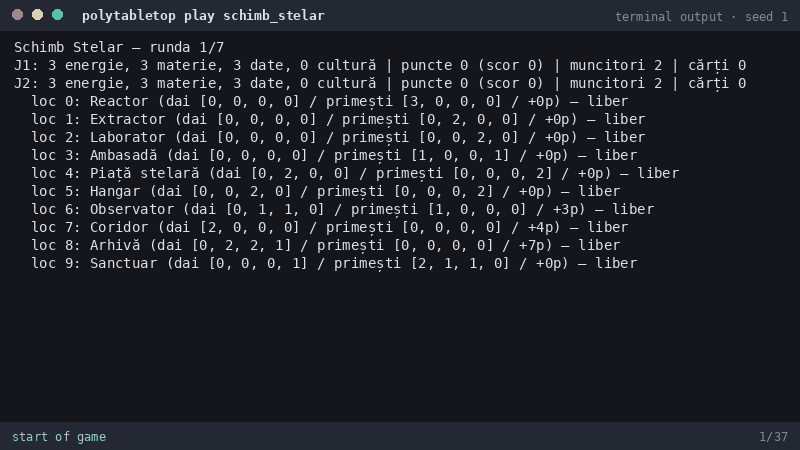 polytabletop play schimb_stelar
terminal output · seed 1
Schimb Stelar — runda 1/7
J1: 3 energie, 3 materie, 3 date, 0 cultură | puncte 0 (scor 0) | muncitori 2 | cărți 0
J2: 3 energie, 3 materie, 3 date, 0 cultură | puncte 0 (scor 0) | muncitori 2 | cărți 0
loc 0: Reactor (dai [0, 0, 0, 0] / primești [3, 0, 0, 0] / +0p) — liber
loc 1: Extractor (dai [0, 0, 0, 0] / primești [0, 2, 0, 0] / +0p) — liber
loc 2: Laborator (dai [0, 0, 0, 0] / primești [0, 0, 2, 0] / +0p) — liber
loc 3: Ambasadă (dai [0, 0, 0, 0] / primești [1, 0, 0, 1] / +0p) — liber
loc 4: Piață stelară (dai [0, 2, 0, 0] / primești [0, 0, 0, 2] / +0p) — liber
loc 5: Hangar (dai [0, 0, 2, 0] / primești [0, 0, 0, 2] / +0p) — liber
loc 6: Observator (dai [0, 1, 1, 0] / primești [1, 0, 0, 0] / +3p) — liber
loc 7: Coridor (dai [2, 0, 0, 0] / primești [0, 0, 0, 0] / +4p) — liber
loc 8: Arhivă (dai [0, 2, 2, 1] / primești [0, 0, 0, 0] / +7p) — liber
loc 9: Sanctuar (dai [0, 0, 0, 1] / primești [2, 1, 1, 0] / +0p) — liber
start of game
1/37